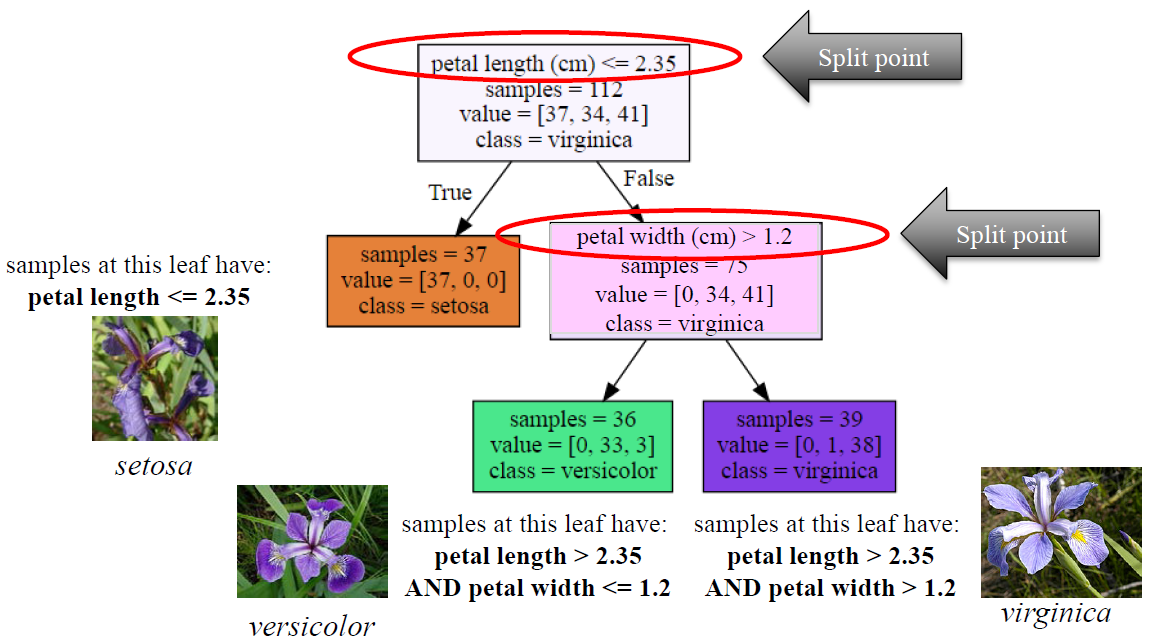 petal length (cm) <= 2.35
samples = 112
value = [37, 34, 41]
class = virginica
Split point
True
False
petal width (cm) > 1.2
samples = 75
value = [0, 34, 41]
class = virginica
Split point
samples = 37
value = [37, 0, 0]
class = setosa
samples at this leaf have:
petal length <= 2.35
setosa
samples = 36
value = [0, 33, 3]
class = versicolor
samples = 39
value = [0, 1, 38]
class = virginica
versicolor
samples at this leaf have:
petal length > 2.35
AND petal width <= 1.2
samples at this leaf have:
petal length > 2.35
AND petal width > 1.2
virginica